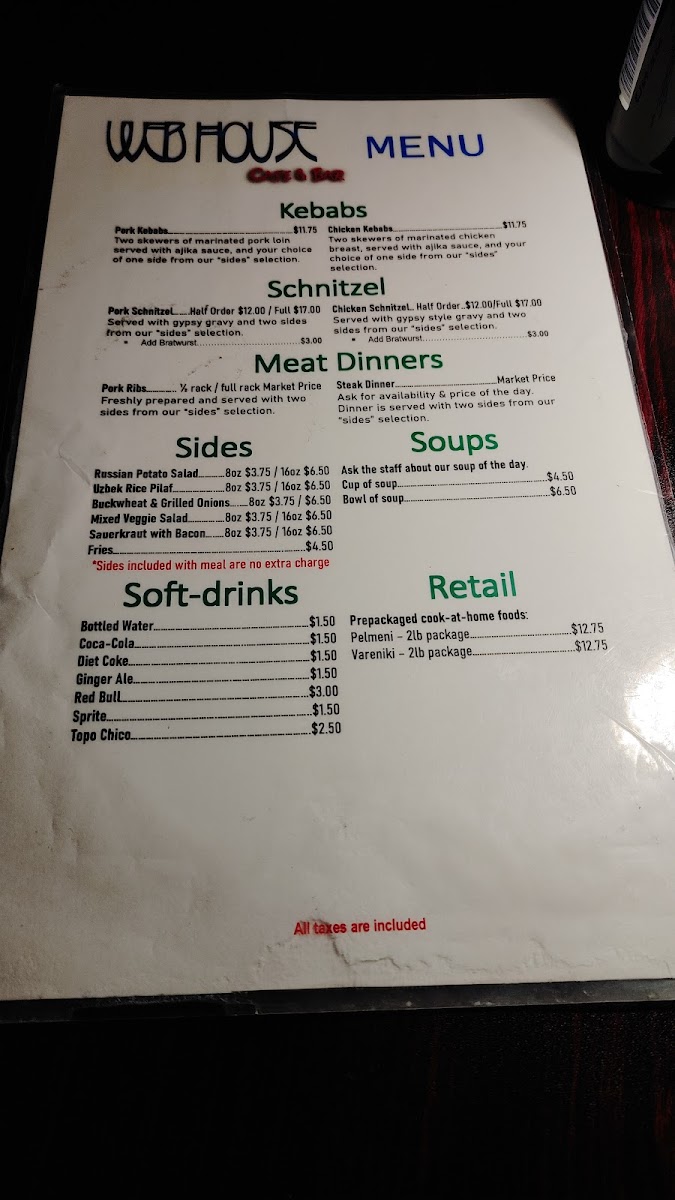 WEB HOUSE MENU
CAFE & BAR
Kebabs
Pork Kebabs...............$11.75
Two skewers of marinated pork loin
served with ajika sauce, and your choice
of one side from our "sides" selection.
Chicken Kebabs...............$11.75
Two skewers of marinated chicken
breast, served with ajika sauce, and your
choice of one side from our "sides"
selection.
Schnitzel
Pork Schnitzel......Half Order $12.00 / Full $17.00
Served with gypsy gravy and two sides
from our "sides" selection.
• Add Bratwurst...............$3.00
Chicken Schnitzel.. Half Order..$12.00/Full $17.00
Served with gypsy style gravy and two
sides from our "sides" selection.
• Add Bratwurst...............$3.00
Meat Dinners
Pork Ribs............ ½ rack / full rack Market Price
Freshly prepared and served with two
sides from our "sides" selection.
Steak Dinner...............Market Price
Ask for availability & price of the day.
Dinner is served with two sides from our
"sides" selection.
Sides
Russian Potato Salad.........8oz $3.75 / 16oz $6.50
Uzbek Rice Pilaf...............8oz $3.75 / 16oz $6.50
Buckwheat & Grilled Onions......8oz $3.75 / $6.50
Mixed Veggie Salad............8oz $3.75 / 16oz $6.50
Sauerkraut with Bacon......8oz $3.75 / 16oz $6.50
Fries...............$4.50
*Sides included with meal are no extra charge
Soups
Ask the staff about our soup of the day.
Cup of soup...............$4.50
Bowl of soup...............$6.50
Soft-drinks
Bottled Water...............$1.50
Coca-Cola...............$1.50
Diet Coke...............$1.50
Ginger Ale...............$1.50
Red Bull...............$3.00
Sprite...............$1.50
Topo Chico...............$2.50
Retail
Prepackaged cook-at-home foods:
Pelmeni – 2lb package...............$12.75
Vareniki – 2lb package...............$12.75
All taxes are included